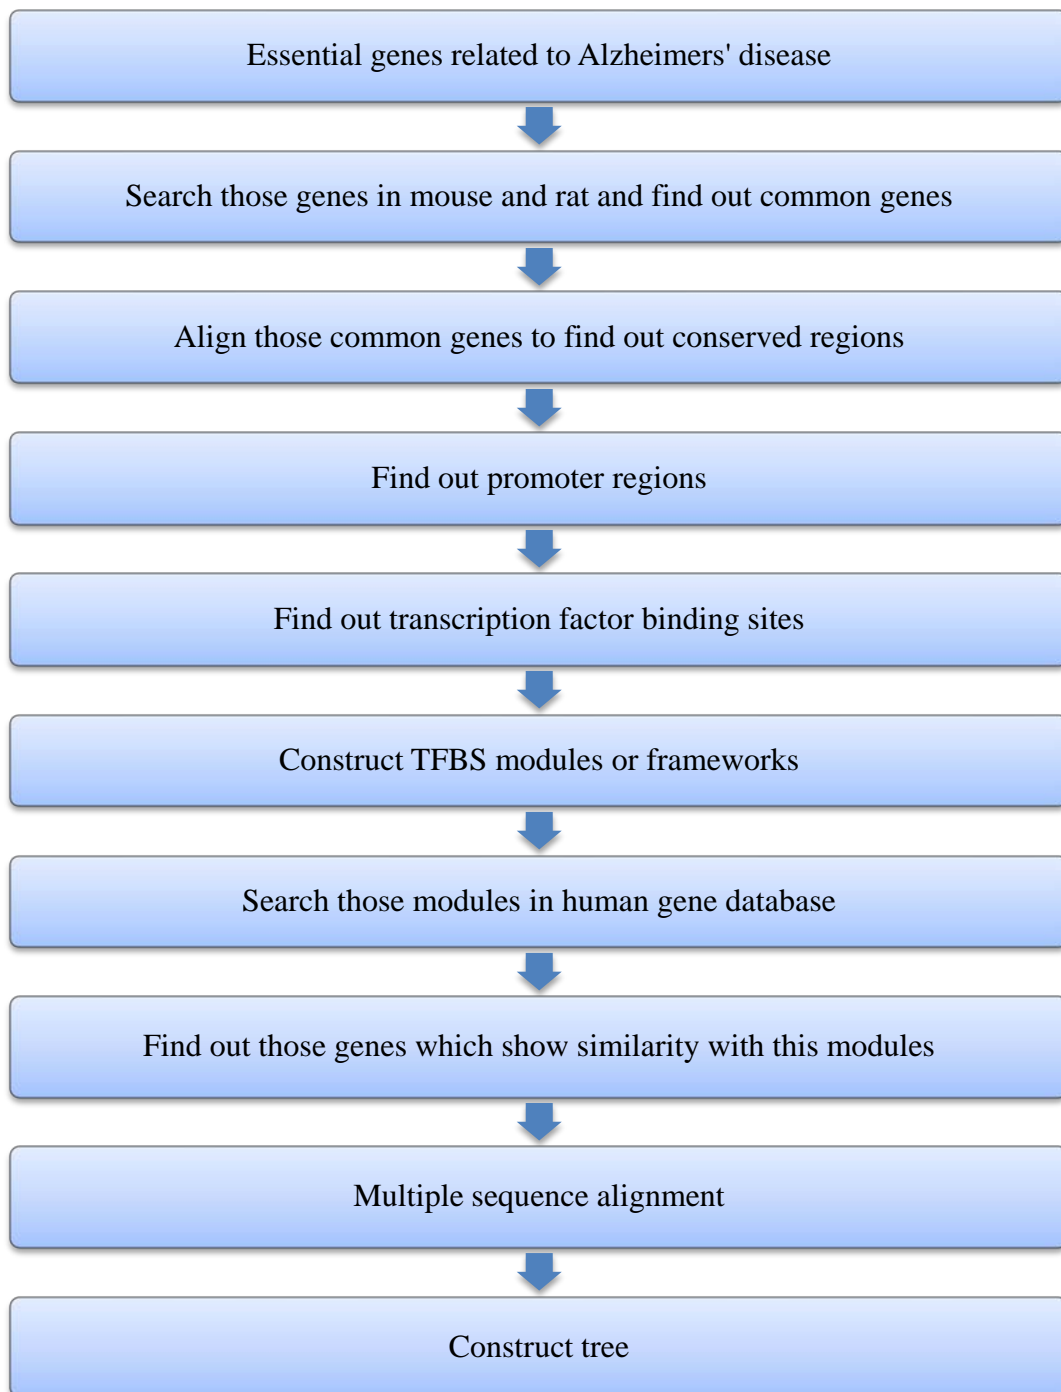 Essential genes related to Alzheimers' disease
Search those genes in mouse and rat and find out common genes
Align those common genes to find out conserved regions
Find out promoter regions
Find out transcription factor binding sites
Construct TFBS modules or frameworks
Search those modules in human gene database
Find out those genes which show similarity with this modules
Multiple sequence alignment
Construct tree